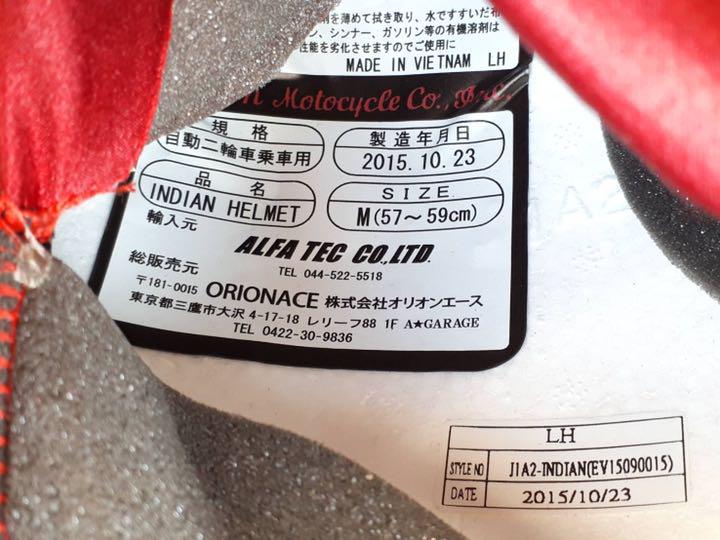 剤を薄めて拭き取り、水ですすいだ布
ン、シンナー、ガソリン等の有機溶剤は
性能を劣化させますのでご使用に
MADE IN VIETNAM LH
Motocycle Co., Inc.
規格
自動二輪車乗車用
製造年月日
2015.10.23
品名
INDIAN HELMET
SIZE
M(57～59cm)
輸入元
ALFA TEC CO.,LTD.
TEL 044-522-5518
総販売元
〒181-0015 ORIONACE 株式会社オリオンエース
東京都三鷹市大沢 4-17-18 レリーフ88 1F A★GARAGE
TEL 0422-30-9836
LH
STYLE NO J1A2-INDIAN(EV15090015)
DATE 2015/10/23